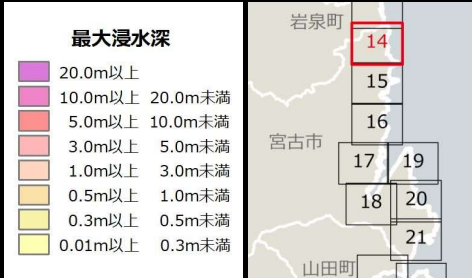 最大浸水深
20.0m以上
10.0m以上 20.0m未満
5.0m以上 10.0m未満
3.0m以上 5.0m未満
1.0m以上 3.0m未満
0.5m以上 1.0m未満
0.3m以上 0.5m未満
0.01m以上 0.3m未満
岩泉町
14
15
16
宮古市
17 19
18 20
21
山田町